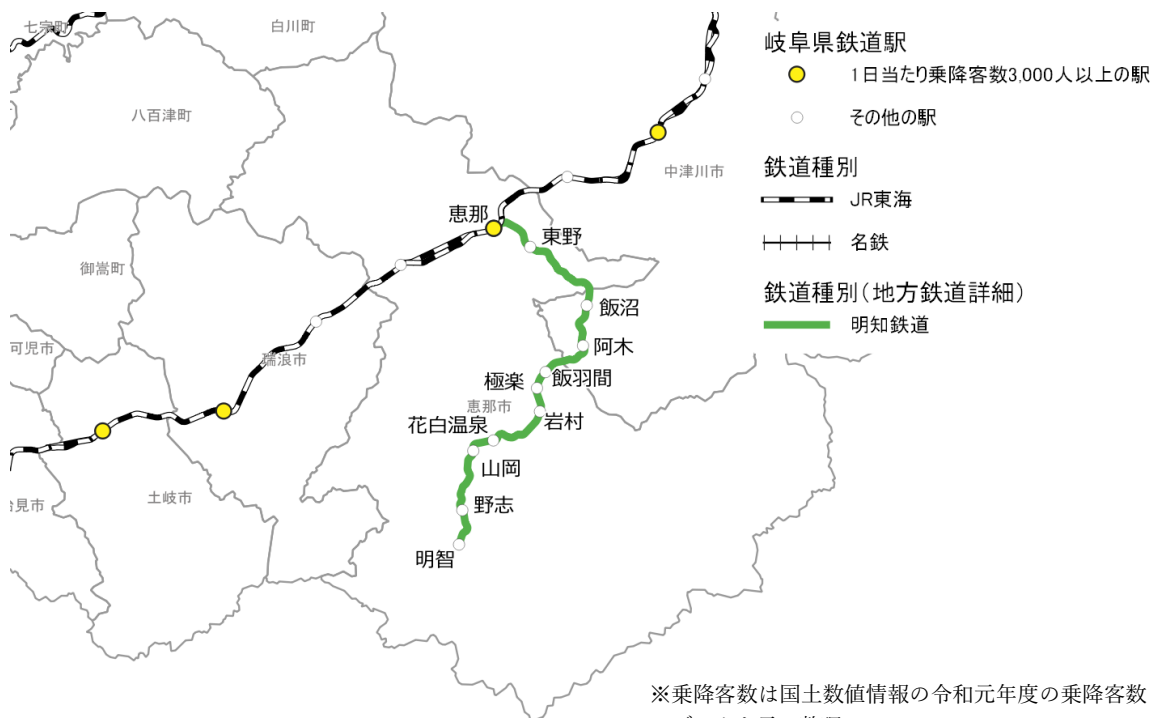 七宗町
白川町
八百津町
中津川市
恵那
東野
御嵩町
飯沼
可児市
瑞浪市
阿木
飯羽間
極楽
恵那市
岩村
花白温泉
山岡
土岐市
見市
野志
明智
岐阜県鉄道駅
1日当たり乗降客数3,000人以上の駅
その他の駅
鉄道種別
JR東海
名鉄
鉄道種別(地方鉄道詳細)
明知鉄道
※乗降客数は国土数値情報の令和元年度の乗降客数